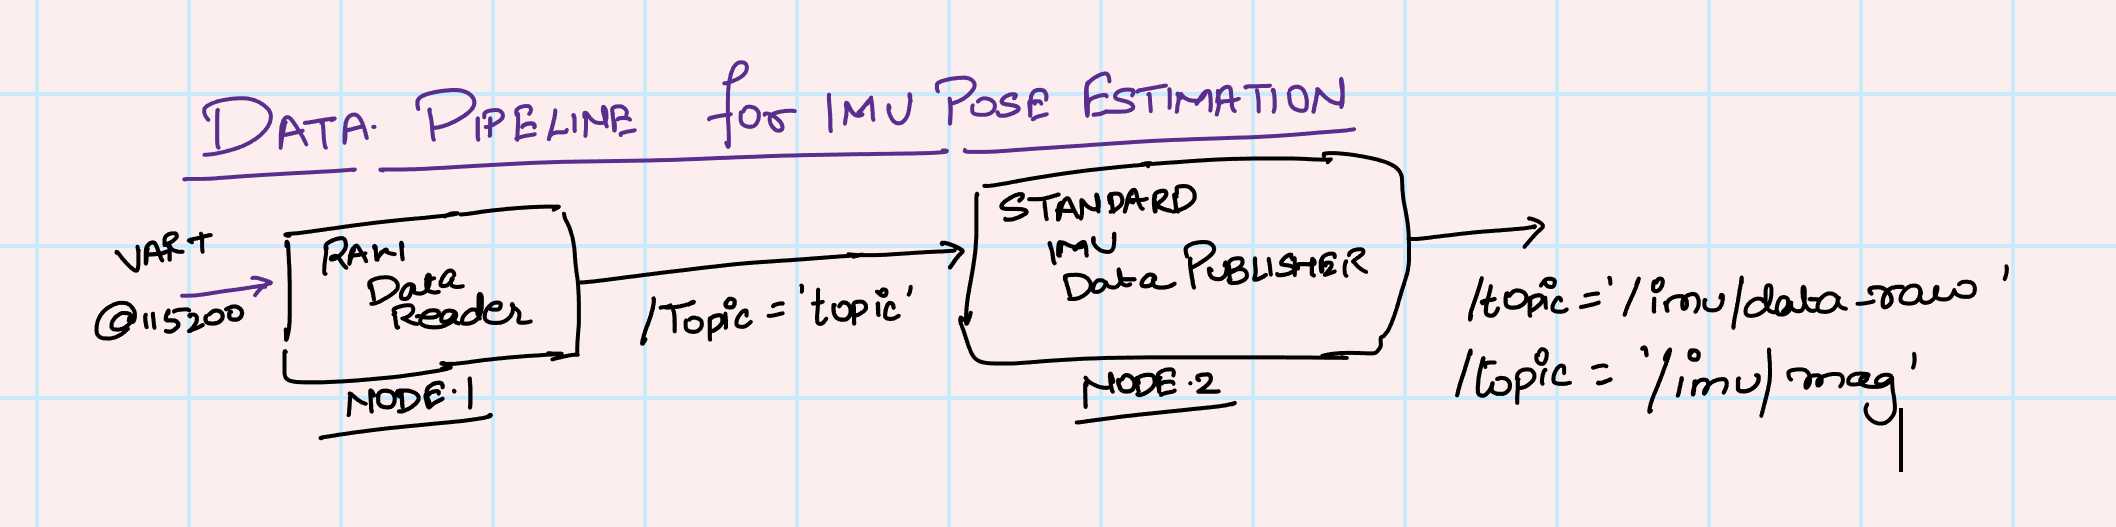 DATA PIPELINE for IMU POSE ESTIMATION
UART
@115200
RAW
Data
Reader
NODE.1
/Topic = 'topic'
STANDARD
IMU
Data PUBLISHER
NODE.2
/topic = '/imu/data-raw'
/topic = '/imu/mag'